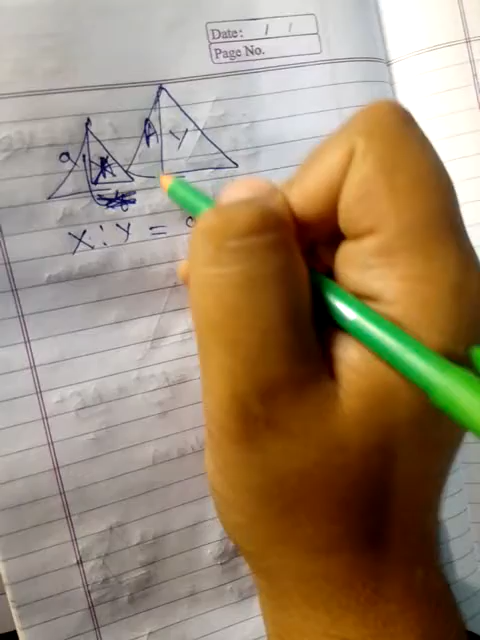 Date: / /
Page No.
A Y
a
X : Y =